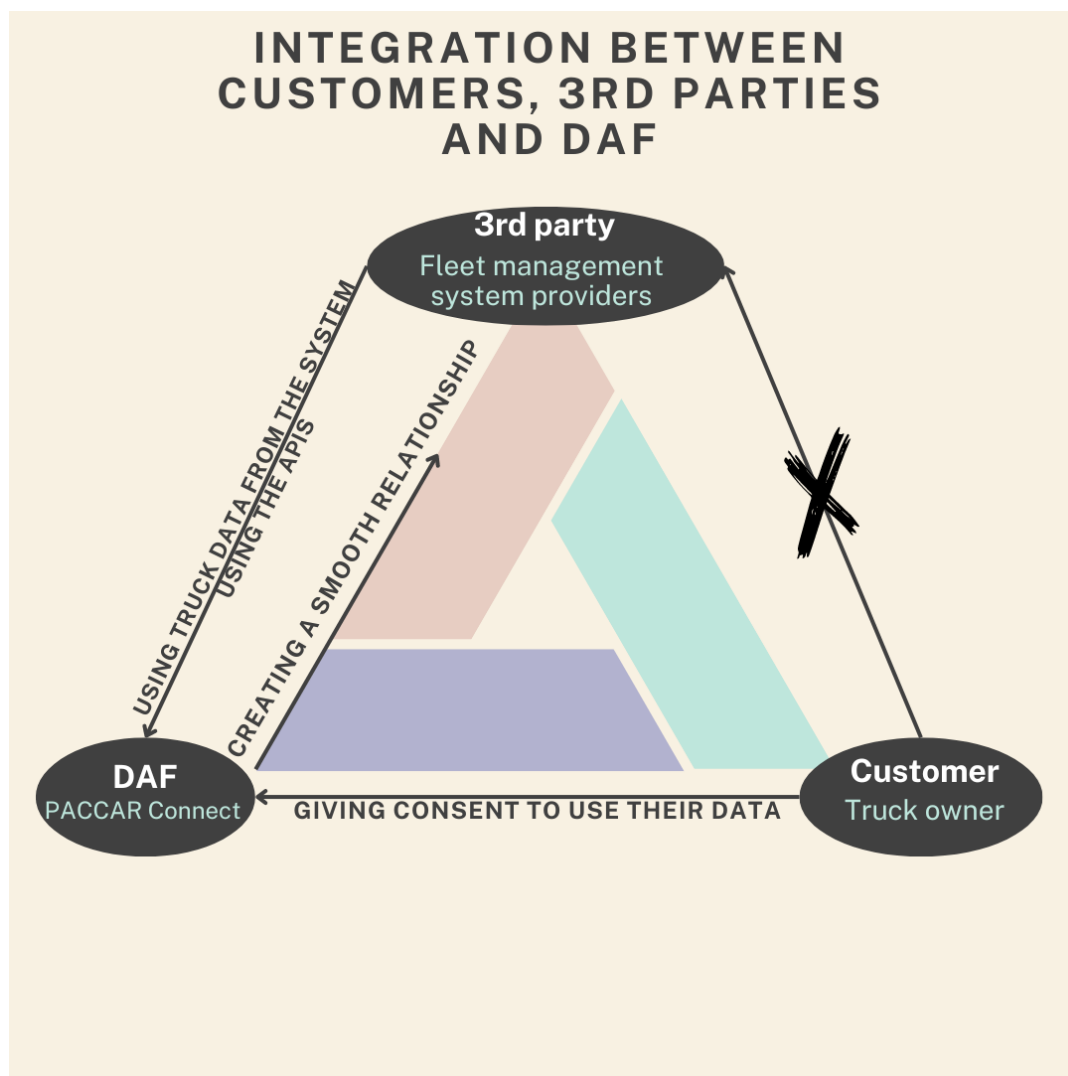 INTEGRATION BETWEEN
CUSTOMERS, 3RD PARTIES
AND DAF
3rd party
Fleet management
system providers
USING TRUCK DATA FROM THE SYSTEM
USING THE APIS
CREATING A SMOOTH RELATIONSHIP
DAF
PACCAR Connect
GIVING CONSENT TO USE THEIR DATA
Customer
Truck owner